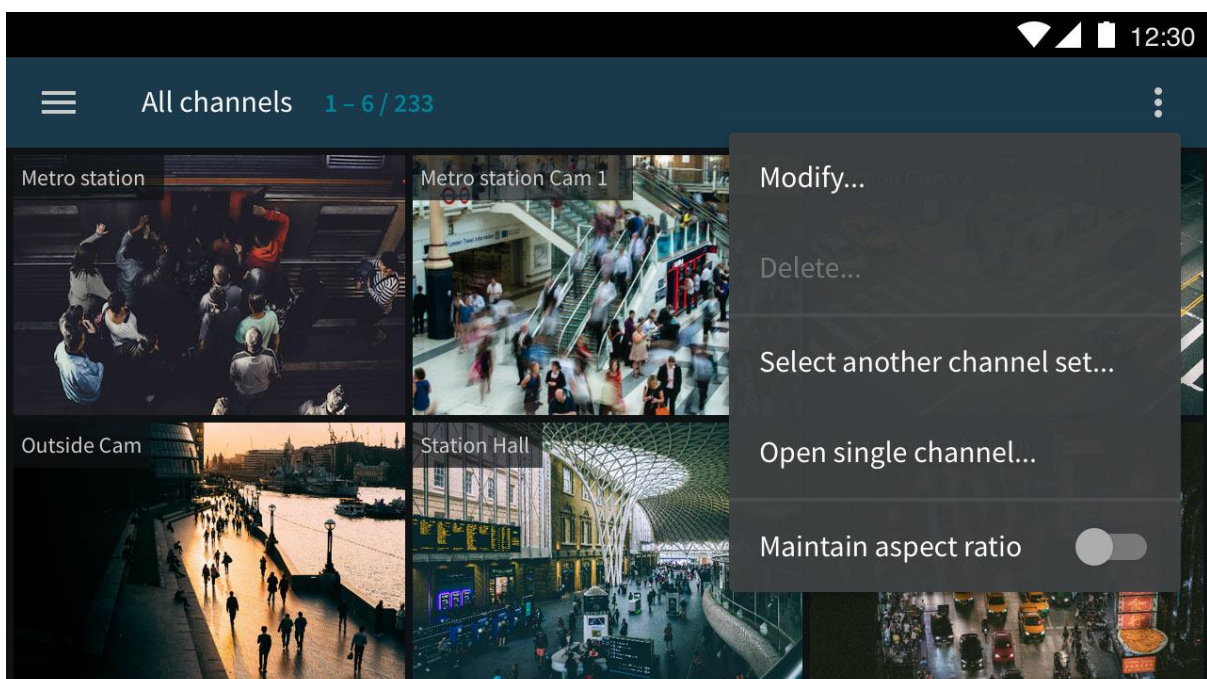 12:30
All channels 1 – 6 / 233
Metro station
Metro station Cam 1
Modify...
Delete...
Select another channel set...
Open single channel...
Maintain aspect ratio
Outside Cam
Station Hall